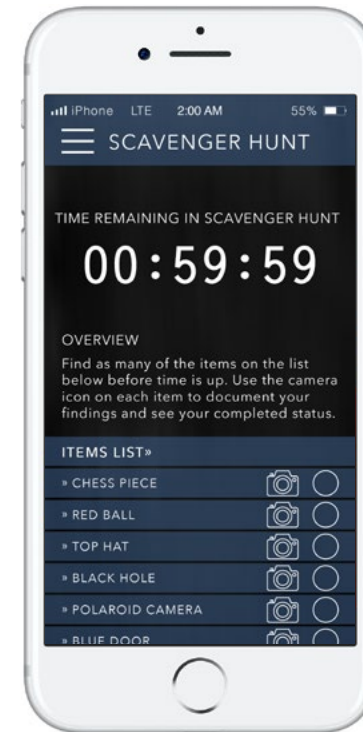 iPhone LTE 2:00 AM 55%
SCAVENGER HUNT
TIME REMAINING IN SCAVENGER HUNT
00:59:59
OVERVIEW
Find as many of the items on the list
below before time is up. Use the camera
icon on each item to document your
findings and see your completed status.
ITEMS LIST»
» CHESS PIECE
» RED BALL
» TOP HAT
» BLACK HOLE
» POLAROID CAMERA
» BLUE DOOR